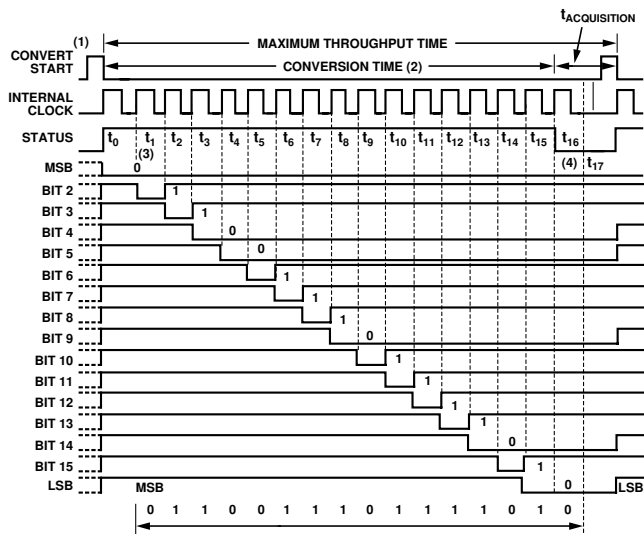 t_ACQUISITION
(1)
MAXIMUM THROUGHPUT TIME
CONVERT START
CONVERSION TIME (2)
INTERNAL CLOCK
STATUS t0 t1 t2 t3 t4 t5 t6 t7 t8 t9 t10 t11 t12 t13 t14 t15 t16
(3) (4) t17
MSB 0
BIT 2 1
BIT 3 1
BIT 4 0
BIT 5 0
BIT 6 1
BIT 7 1
BIT 8 1
BIT 9 0
BIT 10 1
BIT 11 1
BIT 12 1
BIT 13 1
BIT 14 0
BIT 15 1
LSB MSB 0 LSB
0 1 1 0 0 1 1 1 0 1 1 1 1 0 1 0